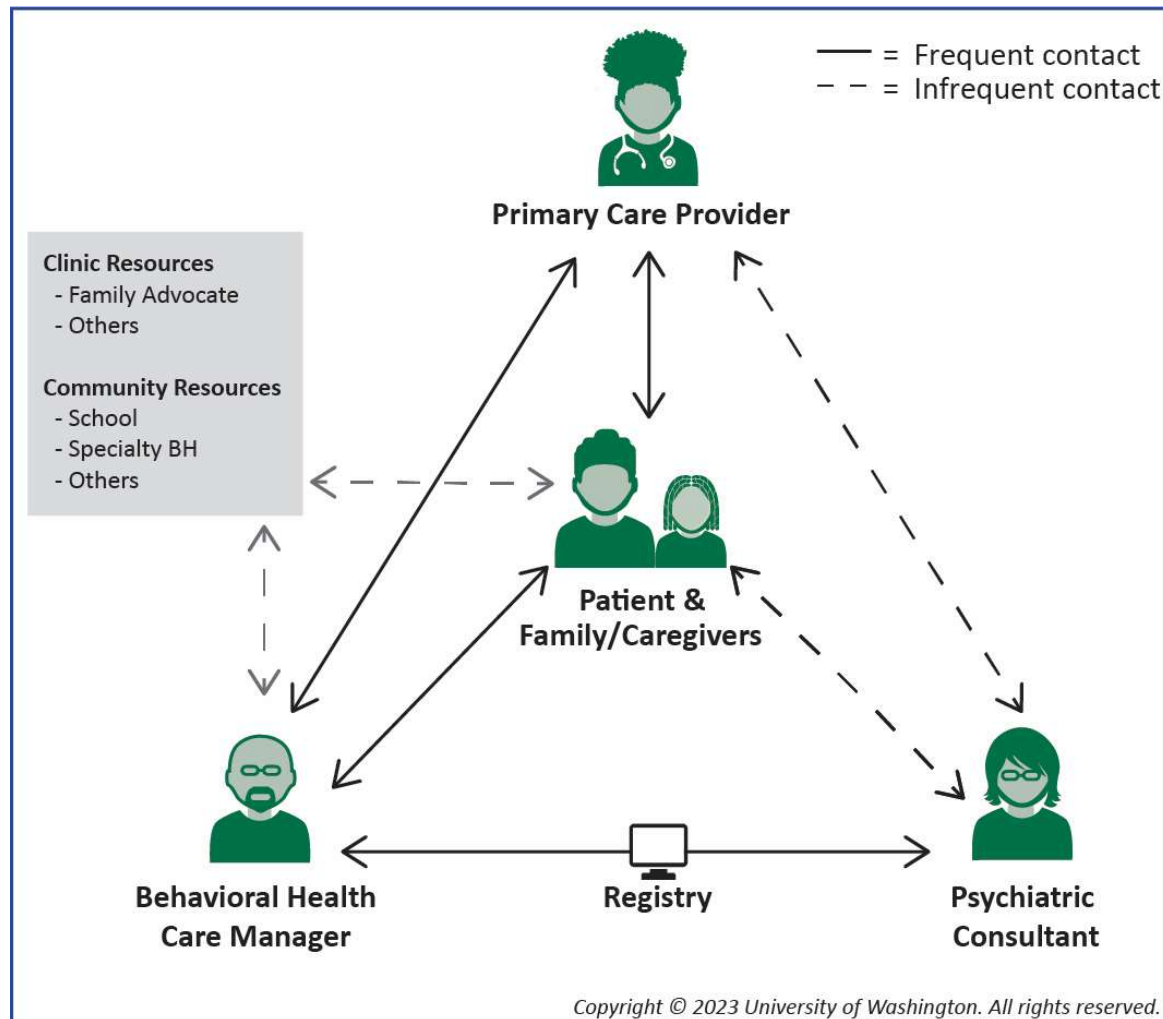 = Frequent contact
= Infrequent contact
Primary Care Provider
Clinic Resources
- Family Advocate
- Others
Community Resources
- School
- Specialty BH
- Others
Patient &
Family/Caregivers
Behavioral Health
Care Manager
Registry
Psychiatric
Consultant
Copyright © 2023 University of Washington. All rights reserved.